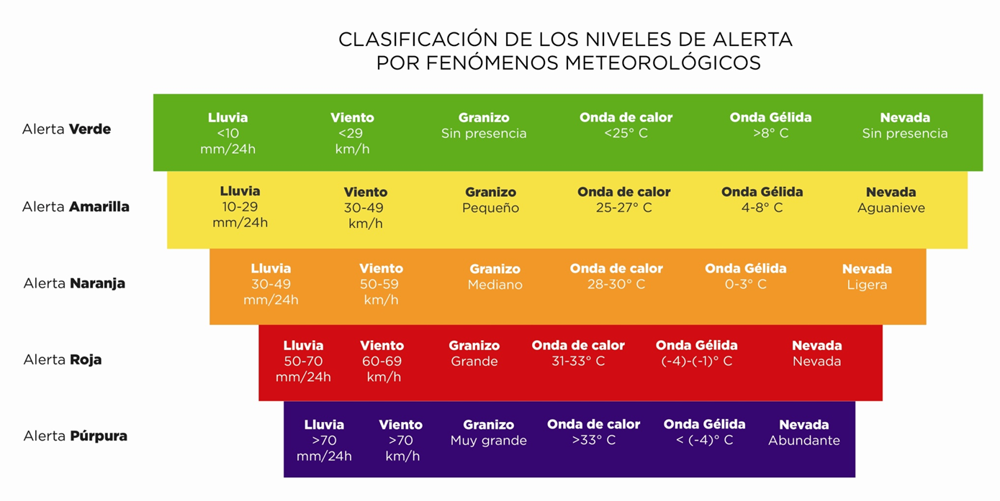 CLASIFICACIÓN DE LOS NIVELES DE ALERTA
POR FENÓMENOS METEOROLÓGICOS
Alerta Verde
Lluvia Viento Granizo Onda de calor Onda Gélida Nevada
<10 <29 Sin presencia <25° C >8° C Sin presencia
mm/24h km/h
Alerta Amarilla
Lluvia Viento Granizo Onda de calor Onda Gélida Nevada
10-29 30-49 Pequeño 25-27° C 4-8° C Aguanieve
mm/24h km/h
Alerta Naranja
Lluvia Viento Granizo Onda de calor Onda Gélida Nevada
30-49 50-59 Mediano 28-30° C 0-3° C Ligera
mm/24h km/h
Alerta Roja
Lluvia Viento Granizo Onda de calor Onda Gélida Nevada
50-70 60-69 Grande 31-33° C (-4)-(-1)° C Nevada
mm/24h km/h
Alerta Púrpura
Lluvia Viento Granizo Onda de calor Onda Gélida Nevada
>70 >70 Muy grande >33° C < (-4)° C Abundante
mm/24h km/h